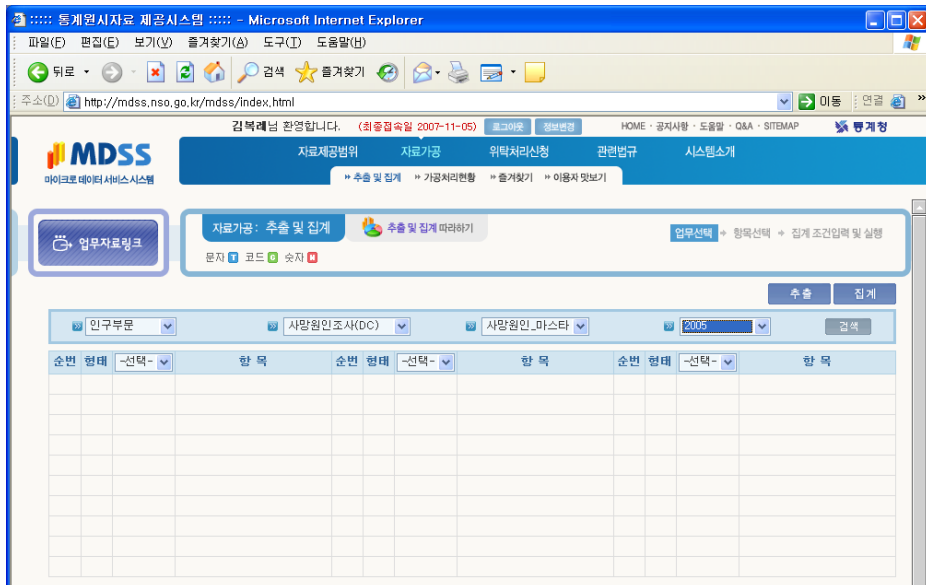 ::::: 통계원시자료 제공시스템 ::::: - Microsoft Internet Explorer
파일(F) 편집(E) 보기(V) 즐겨찾기(A) 도구(T) 도움말(H)
뒤로 검색 즐겨찾기
주소(D) http://mdss.nso.go.kr/mdss/index.html 이동 연결 »
김복례님 환영합니다. (최종접속일 2007-11-05) 로그아웃 정보변경 HOME · 공지사항 · 도움말 · Q&A · SITEMAP 통계청
MDSS
마이크로 데이터 서비스 시스템
자료제공범위 자료가공 위탁처리신청 관련법규 시스템소개
추출 및 집계 가공처리현황 즐겨찾기 이용자 맛보기
업무자료링크
자료가공: 추출 및 집계 추출 및 집계 따라하기
업무선택 항목선택 집계 조건입력 및 실행
문자 T 코드 C 숫자 N
추출 집계
인구부문 사망원인조사(DC) 사망원인_마스타 2005 검색
순번 형태 -선택- 항 목 순번 형태 -선택- 항 목 순번 형태 -선택- 항 목